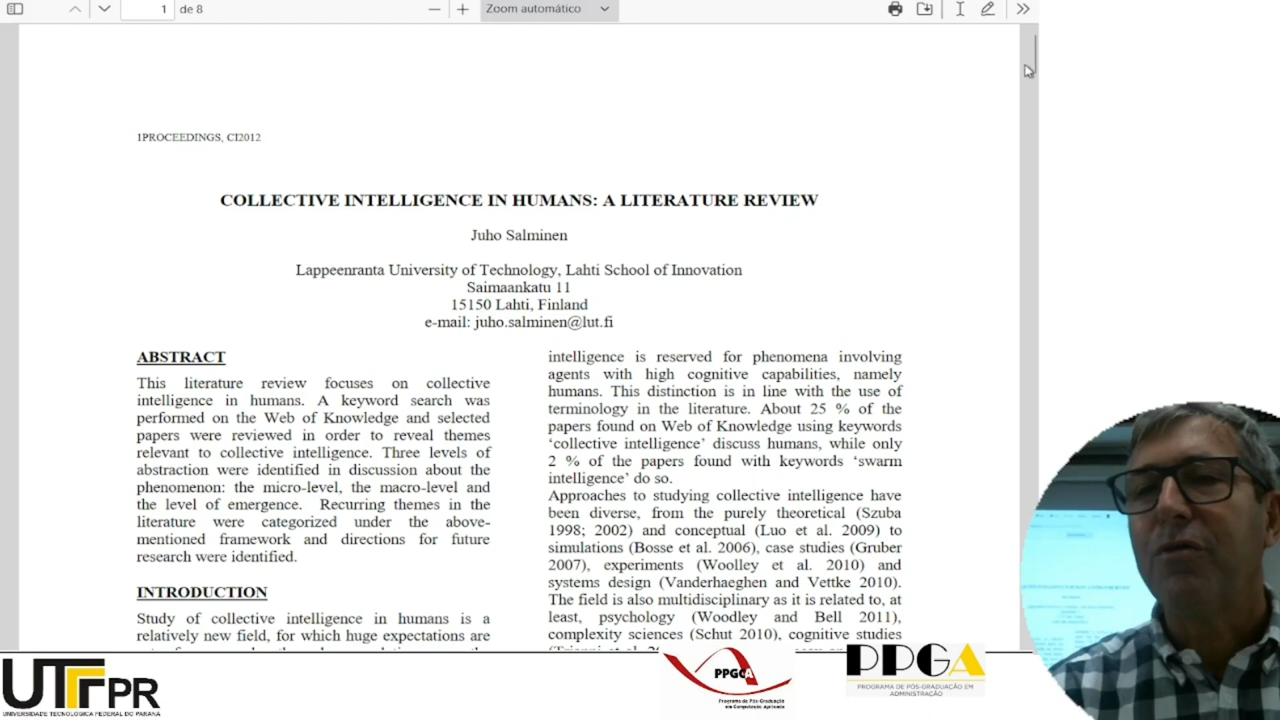 1
de 8
Zoom automático
1PROCEEDINGS, CI2012
COLLECTIVE INTELLIGENCE IN HUMANS: A LITERATURE REVIEW
Juho Salminen
Lappeenranta University of Technology, Lahti School of Innovation
Saimaankatu 11
15150 Lahti, Finland
e-mail: juho.salminen@lut.fi
ABSTRACT
This literature review focuses on collective
intelligence in humans. A keyword search was
performed on the Web of Knowledge and selected
papers were reviewed in order to reveal themes
relevant to collective intelligence. Three levels of
abstraction were identified in discussion about the
phenomenon: the micro-level, the macro-level and
the level of emergence. Recurring themes in the
literature were categorized under the above-
mentioned framework and directions for future
research were identified.
INTRODUCTION
Study of collective intelligence in humans is a
relatively new field, for which huge expectations are
intelligence is reserved for phenomena involving
agents with high cognitive capabilities, namely
humans. This distinction is in line with the use of
terminology in the literature. About 25 % of the
papers found on Web of Knowledge using keywords
‘collective intelligence’ discuss humans, while only
2 % of the papers found with keywords ‘swarm
intelligence’ do so.
Approaches to studying collective intelligence have
been diverse, from the purely theoretical (Szuba
1998; 2002) and conceptual (Luo et al. 2009) to
simulations (Bosse et al. 2006), case studies (Gruber
2007), experiments (Woolley et al. 2010) and
systems design (Vanderhaeghen and Vettke 2010).
The field is also multidisciplinary as it is related to, at
least, psychology (Woodley and Bell 2011),
complexity sciences (Schut 2010), cognitive studies
UTFPR
UNIVERSIDADE TECNOLÓGICA FEDERAL DO PARANÁ
PPGCA
Programa de Pós-Graduação
em Computação Aplicada
PPGA
PROGRAMA DE PÓS-GRADUAÇÃO EM
ADMINISTRAÇÃO